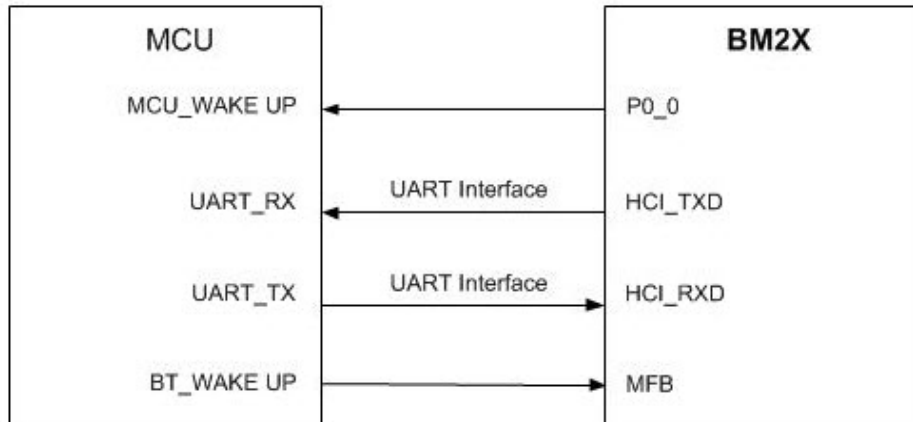 MCU BM2X
MCU_WAKE UP P0_0
UART_RX UART Interface HCI_TXD
UART_TX UART Interface HCI_RXD
BT_WAKE UP MFB